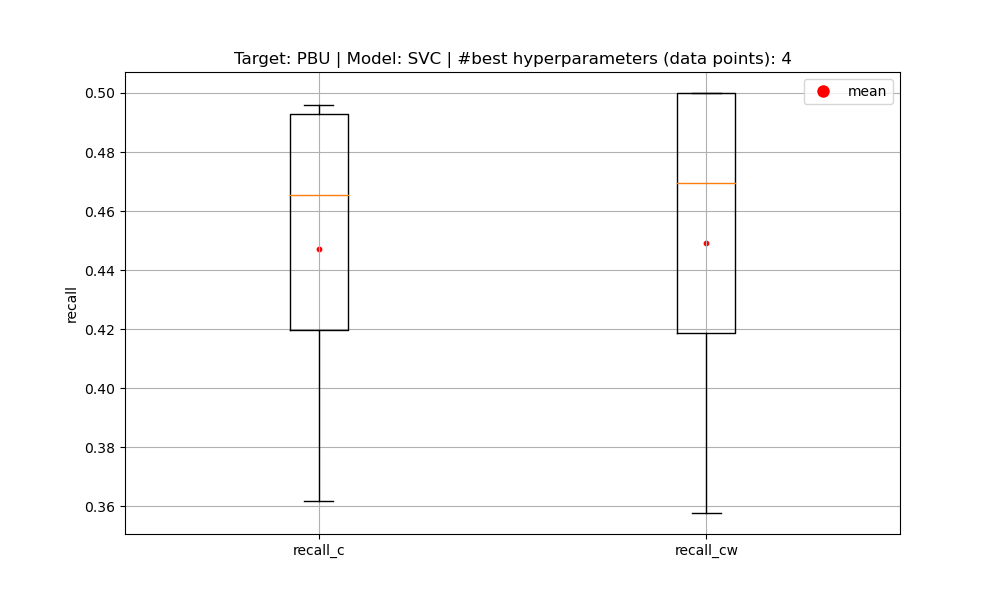 Target: PBU | Model: SVC | #best hyperparameters (data points): 4
mean
0.50
0.48
0.46
0.44
0.42
0.40
0.38
0.36
recall
recall_c
recall_cw